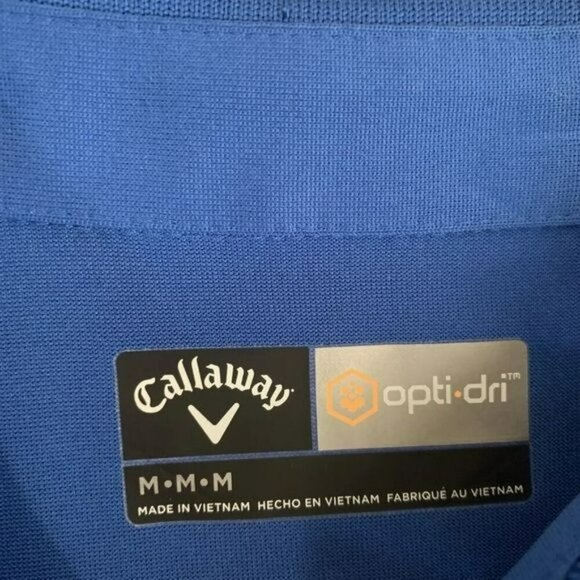 Callaway
opti·dri™
M•M•M
MADE IN VIETNAM HECHO EN VIETNAM FABRIQUÉ AU VIETNAM